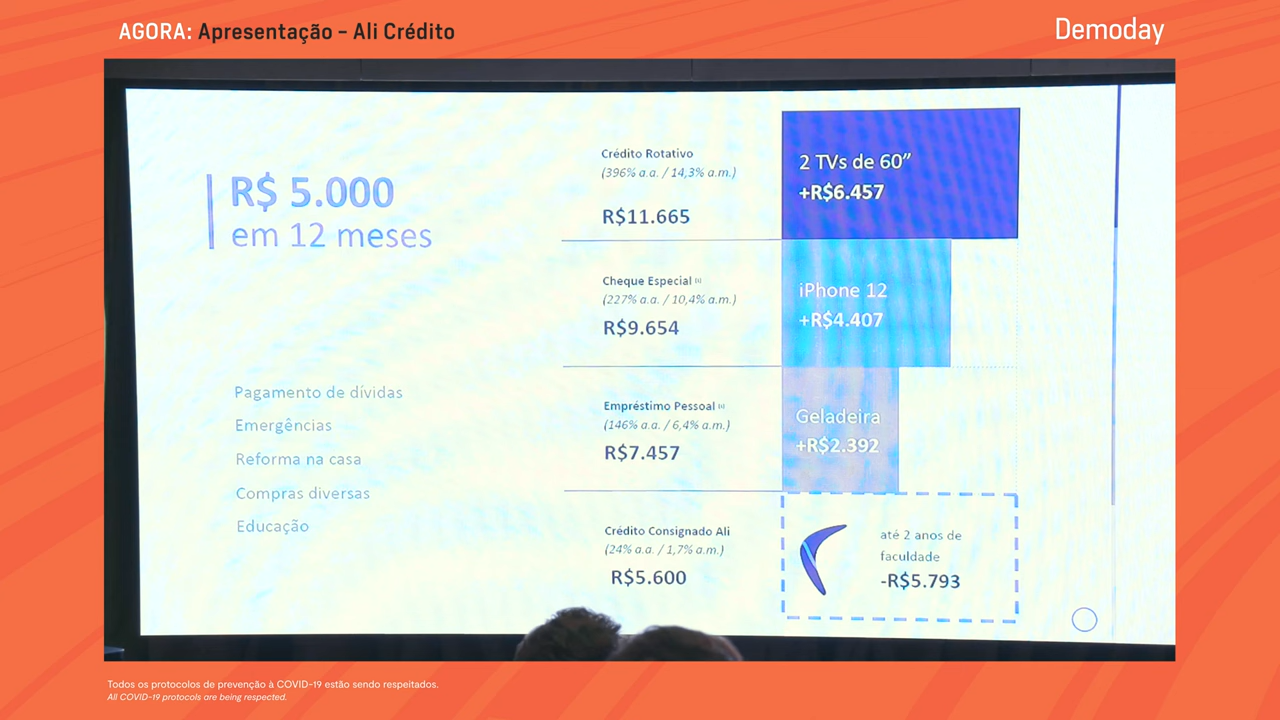 AGORA: Apresentação - Ali Crédito
Demoday
R$ 5.000
em 12 meses
Pagamento de dívidas
Emergências
Reforma na casa
Compras diversas
Educação
Crédito Rotativo
(396% a.a. / 14,3% a.m.)
R$11.665
2 TVs de 60”
+R$6.457
Cheque Especial
(227% a.a. / 10,4% a.m.)
R$9.654
iPhone 12
+R$4.407
Empréstimo Pessoal
(146% a.a. / 6,4% a.m.)
R$7.457
Geladeira
+R$2.392
Crédito Consignado Ali
(24% a.a. / 1,7% a.m.)
R$5.600
até 2 anos de
faculdade
-R$5.793
Todos os protocolos de prevenção à COVID-19 estão sendo respeitados.
All COVID-19 protocols are being respected.